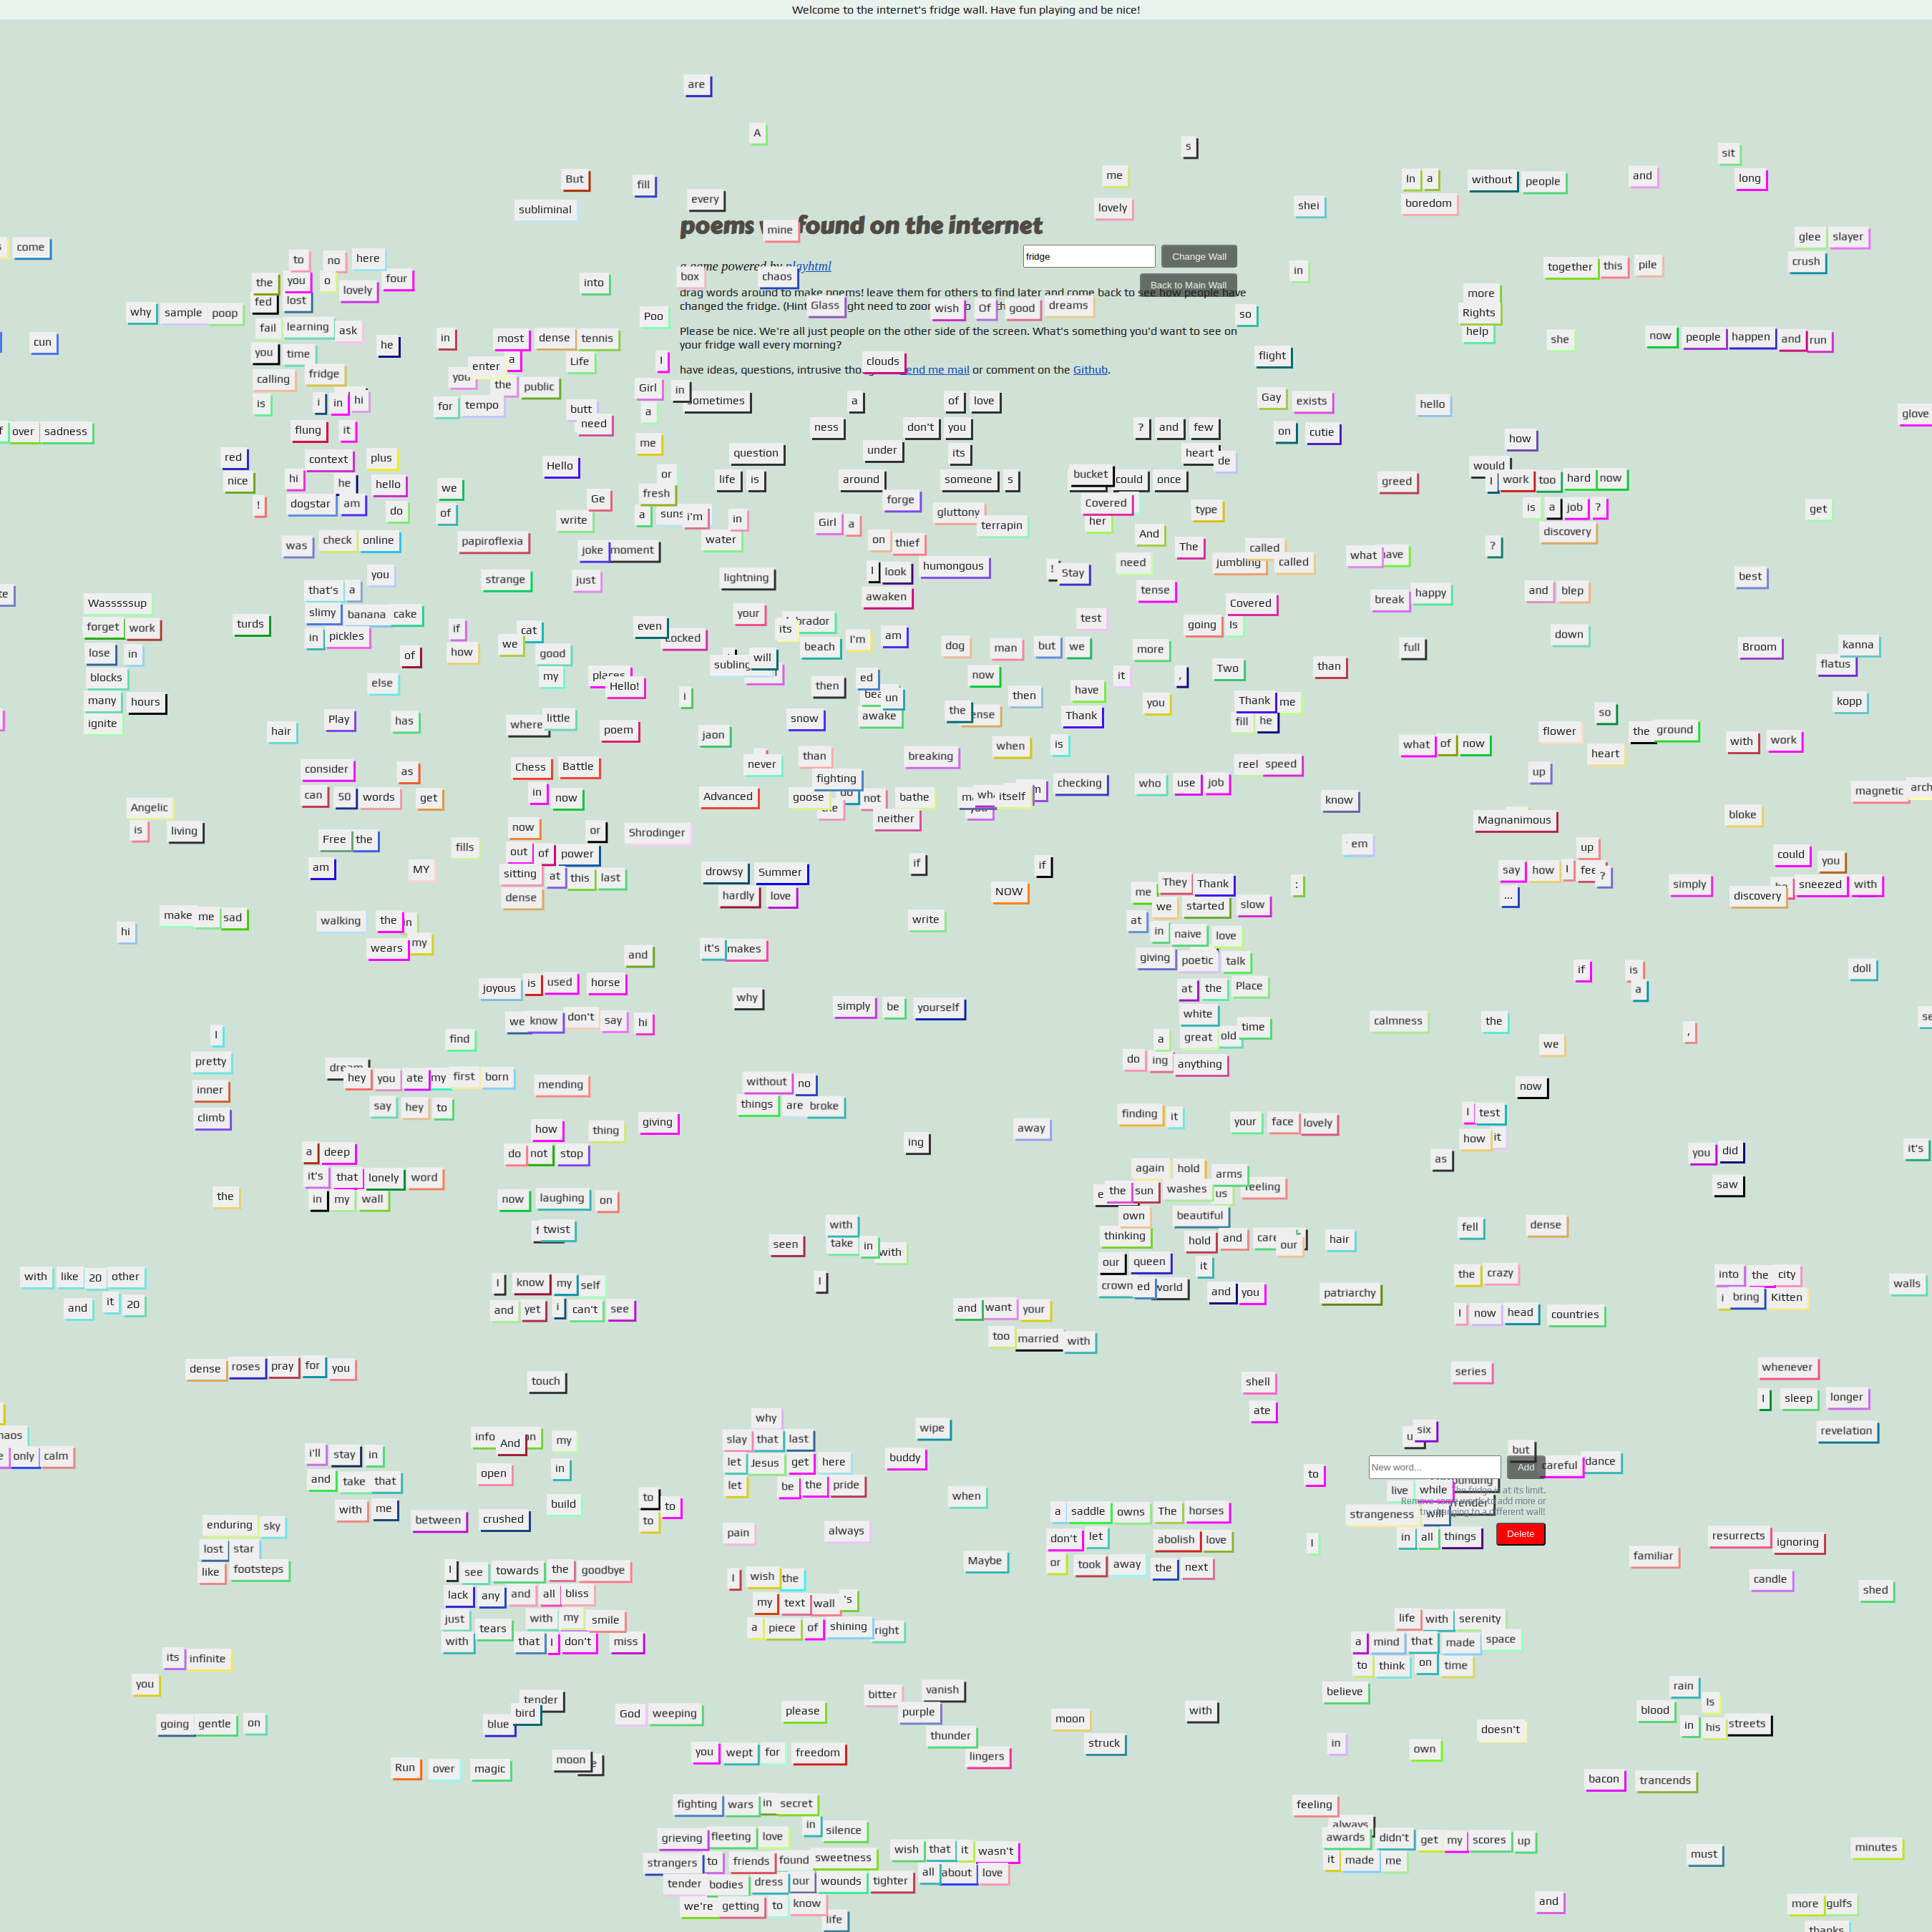 Welcome to the internet's fridge wall. Have fun playing and be nice!
are
A
s
sit
But fill me In a without people and long
subliminal every lovely shei boredom
poems found on the internet
mine
come glee slayer
to no here fridge Change Wall
a game powered by playhtml
the you o four into box chaos in together this pile crush
fed lost lovely Back to Main Wall more
drag words around to make poems! leave them for others to find later and come back to see how people have
changed the fridge. (Hint
Glass wish Of good dreams
why sample poop Poo so Rights
fail learning ask help
Please be nice. We're all just people on the other side of the screen. What's something you'd want to see on
your fridge wall every morning?
cun he in most dense tennis she now people happen and run
you time a enter Life I clouds flight
have ideas, questions, intrusive send me mail or comment on the Github.
calling fridge you the public Girl in
is i in hi for tempo butt a sometimes a of love Gay exists hello glove
over sadness flung it need me ness don't you ? and few on cutie how
red context plus Hello question under its heart de would
nice hi he hello we or life is around someone s bucket could once greed I work too hard now
! dogstar am do of Ge fresh forge Covered is a job ?
write a suns i'm in Girl a gluttony terrapin her type get
was check online papiroflexia joke moment water on thief And The called discovery ?
you strange just lightning I look humongous ! Stay need jumbling called what have best
that's a awaken tense Covered break happy and blep
Wasssssup slimy banana cake your
forget work turds in pickles if cat even Locked its I'm am test going Is down
lose in of how we good will beach dog man but we more full Broom kanna
blocks else my places subling ed now it , Two than flatus
many hours Hello! i then un then have you Thank me kopp
ignite Play has where little snow awake the Thank fill he so
hair poem jaon flower the ground
never than breaking when is what of now heart with work
consider as Chess Battle fighting reel speed up
can 50 words get in now Advanced goose do not bathe itself checking who use job know magnetic
Angelic neither Magnanimous bloke
is living Free the fills now or Shrodinger em
am MY out of power if if up could you
sitting at this last drowsy Summer say how I ?
dense hardly love NOW me They Thank : ... simply sneezed with
hi make me sad walking the write we started slow discovery
wears my at in naive love
and it's makes giving poetic talk
joyous is used horse if is doll
why at the Place a
we know don't say hi simply be yourself white calmness the
I find a great old time we ,
pretty do ing anything
hey you ate my first born mending without no now
inner say hey to things are broke
climb how thing giving away finding it your face lovely I test
ing how it
a deep do not stop as you did it's
it's that lonely word again hold arms
the in my wall now laughing on the sun washes us feeling saw
twist with own beautiful fell dense
seen take in with thinking hold and our hair
with like 20 other I our queen it the crazy into the city
and it 20 I know my self crown ed and you patriarchy bring Kitten walls
and yet i can't see and want your I now head countries
too married with
dense roses pray for you touch shell series whenever
ate I sleep longer
why wipe six revelation
And my slay that last buddy but
only calm i'll stay in let Jesus get here New word... Add careful dance
and take that open in let be the pride to live while
The fridge is at its limit.
Remove some words to add more or
try changing to a different wall!
with me build to to when strangeness will
between crushed to a saddle owns The horses
enduring sky pain always don't let abolish love I in all things Delete resurrects ignoring
lost star Maybe or took away the next familiar
like footsteps I see towards the goodbye I wish the candle
lack any and all bliss my text wall 's shed
just tears with my smile a piece of shining right life with serenity
with that I don't miss a mind that made space
its infinite to think on time
you bitter vanish believe rain
tender purple with blood Is
going gentle on blue bird God weeping please moon doesn't in his streets
thunder struck in own
Run over magic moon you wept for freedom lingers
bacon trancends
fighting wars in secret feeling
in silence always
grieving fleeting love wish that it wasn't awards didn't get my scores up
strangers to friends found sweetness it made me must minutes
tender bodies dress our wounds tighter all about love
we're getting to know and more gulfs
life thanks